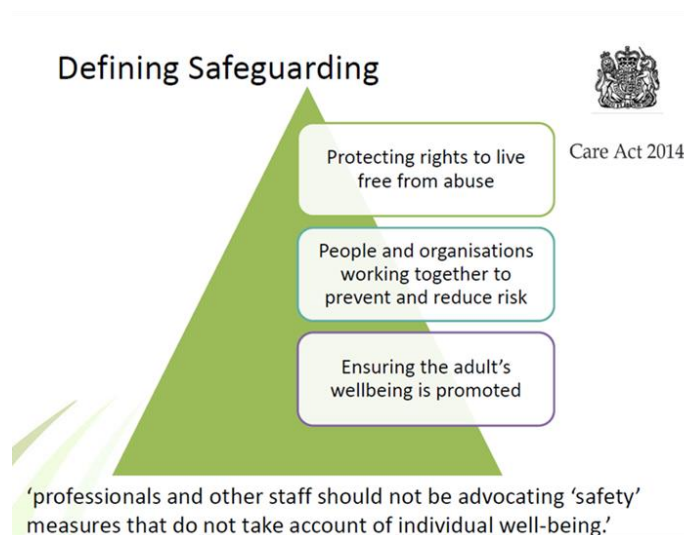 Defining Safeguarding
Care Act 2014
Protecting rights to live
free from abuse
People and organisations
working together to
prevent and reduce risk
Ensuring the adult’s
wellbeing is promoted
‘professionals and other staff should not be advocating ‘safety’
measures that do not take account of individual well-being.’